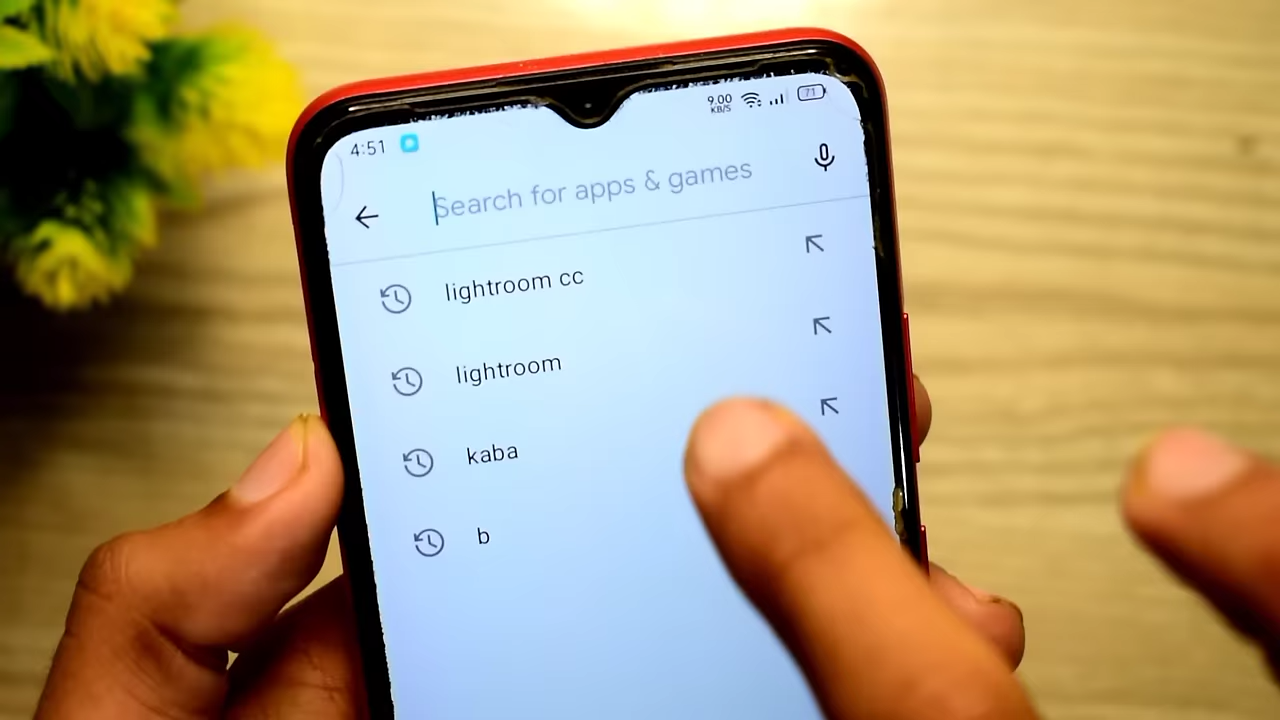 4:51
9.00
KB/S
71
Search for apps & games
lightroom cc
lightroom
kaba
b